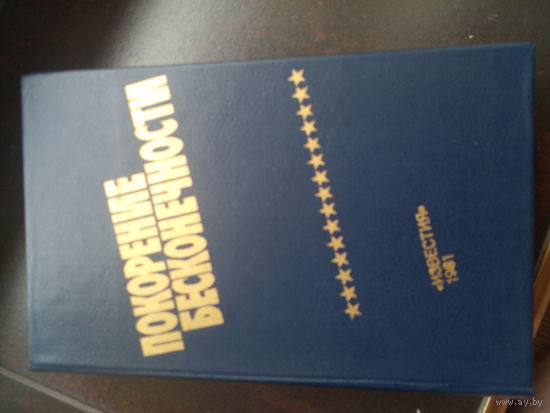 ПОКОРЕНИЕ
БЕСКОНЕЧНОСТИ
«ИЗВЕСТИЯ»
1981
www.ay.by